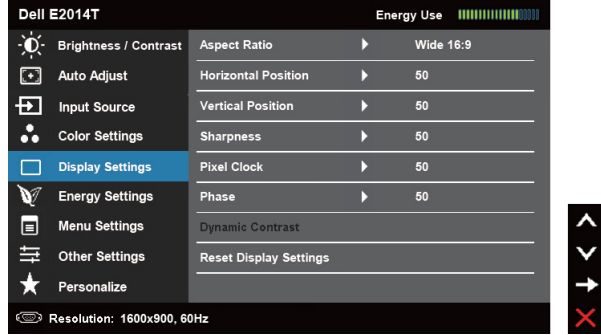 Dell E2014T Energy Use
Brightness / Contrast Aspect Ratio Wide 16:9
Auto Adjust Horizontal Position 50
Input Source Vertical Position 50
Color Settings Sharpness 50
Display Settings Pixel Clock 50
Energy Settings Phase 50
Menu Settings Dynamic Contrast
Other Settings Reset Display Settings
Personalize
Resolution: 1600x900, 60Hz